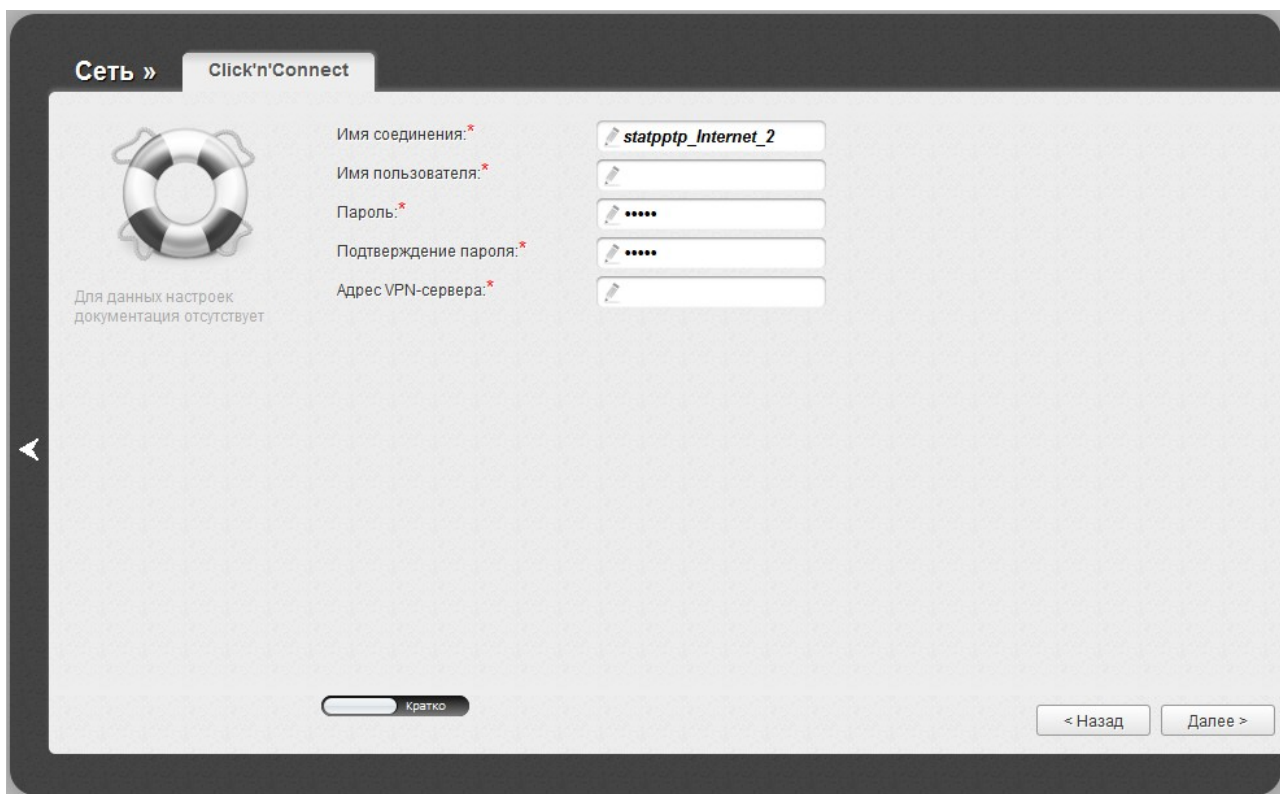 Сеть »
Click'n'Connect
Имя соединения:*
statpptp_Internet_2
Имя пользователя:*
Пароль:*
•••••
Подтверждение пароля:*
•••••
Адрес VPN-сервера:*
Для данных настроек
документация отсутствует
Кратко
< Назад
Далее >